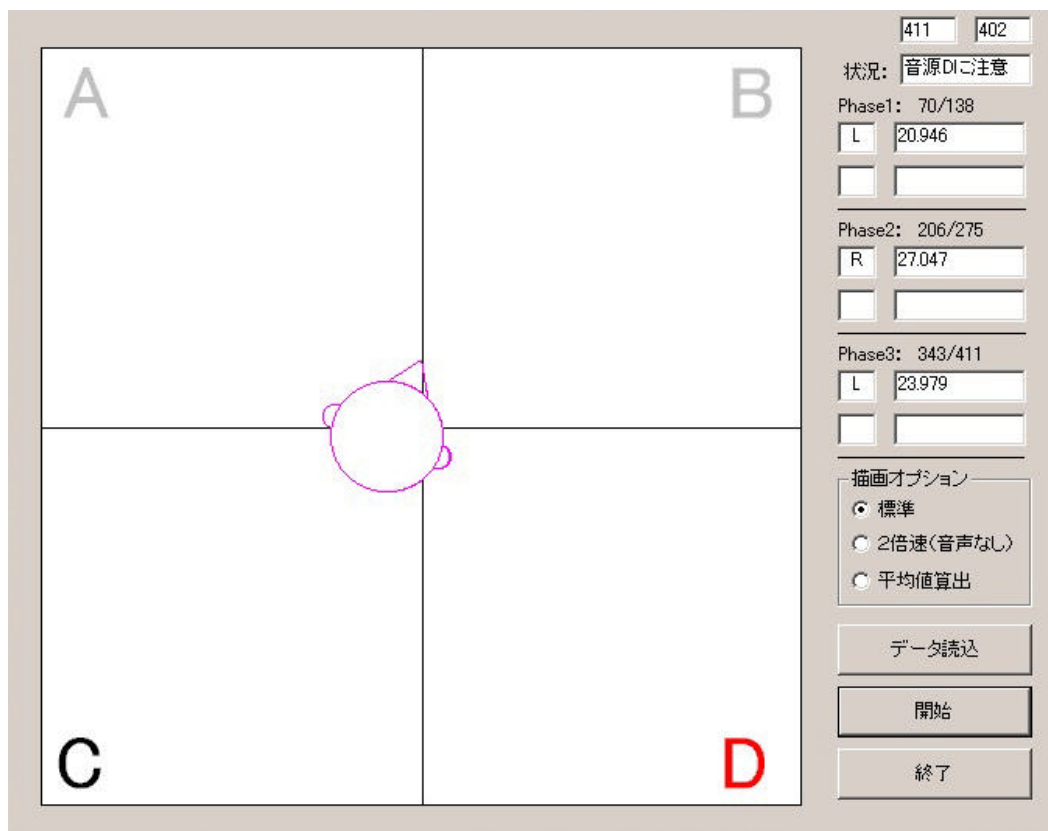 A
B
C
D
411 402
状況: 音源Dに注意
Phase1: 70/138
L 20.946
Phase2: 206/275
R 27.047
Phase3: 343/411
L 23.979
描画オプション
標準
2倍速(音声なし)
平均値算出
データ読込
開始
終了